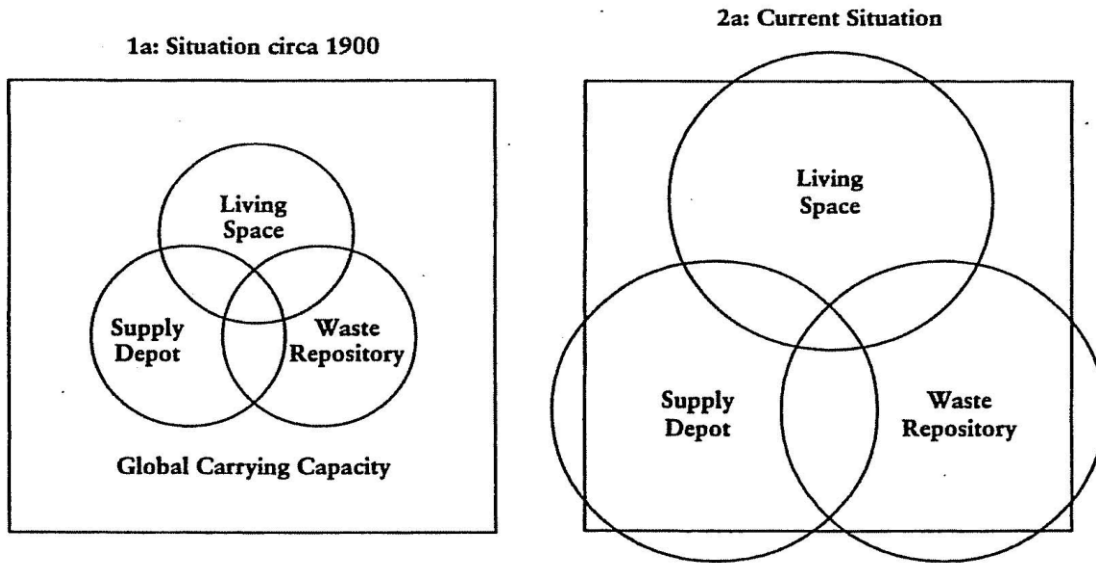 1a: Situation circa 1900
Living
Space
Supply
Depot
Waste
Repository
Global Carrying Capacity
2a: Current Situation
Living
Space
Supply
Depot
Waste
Repository